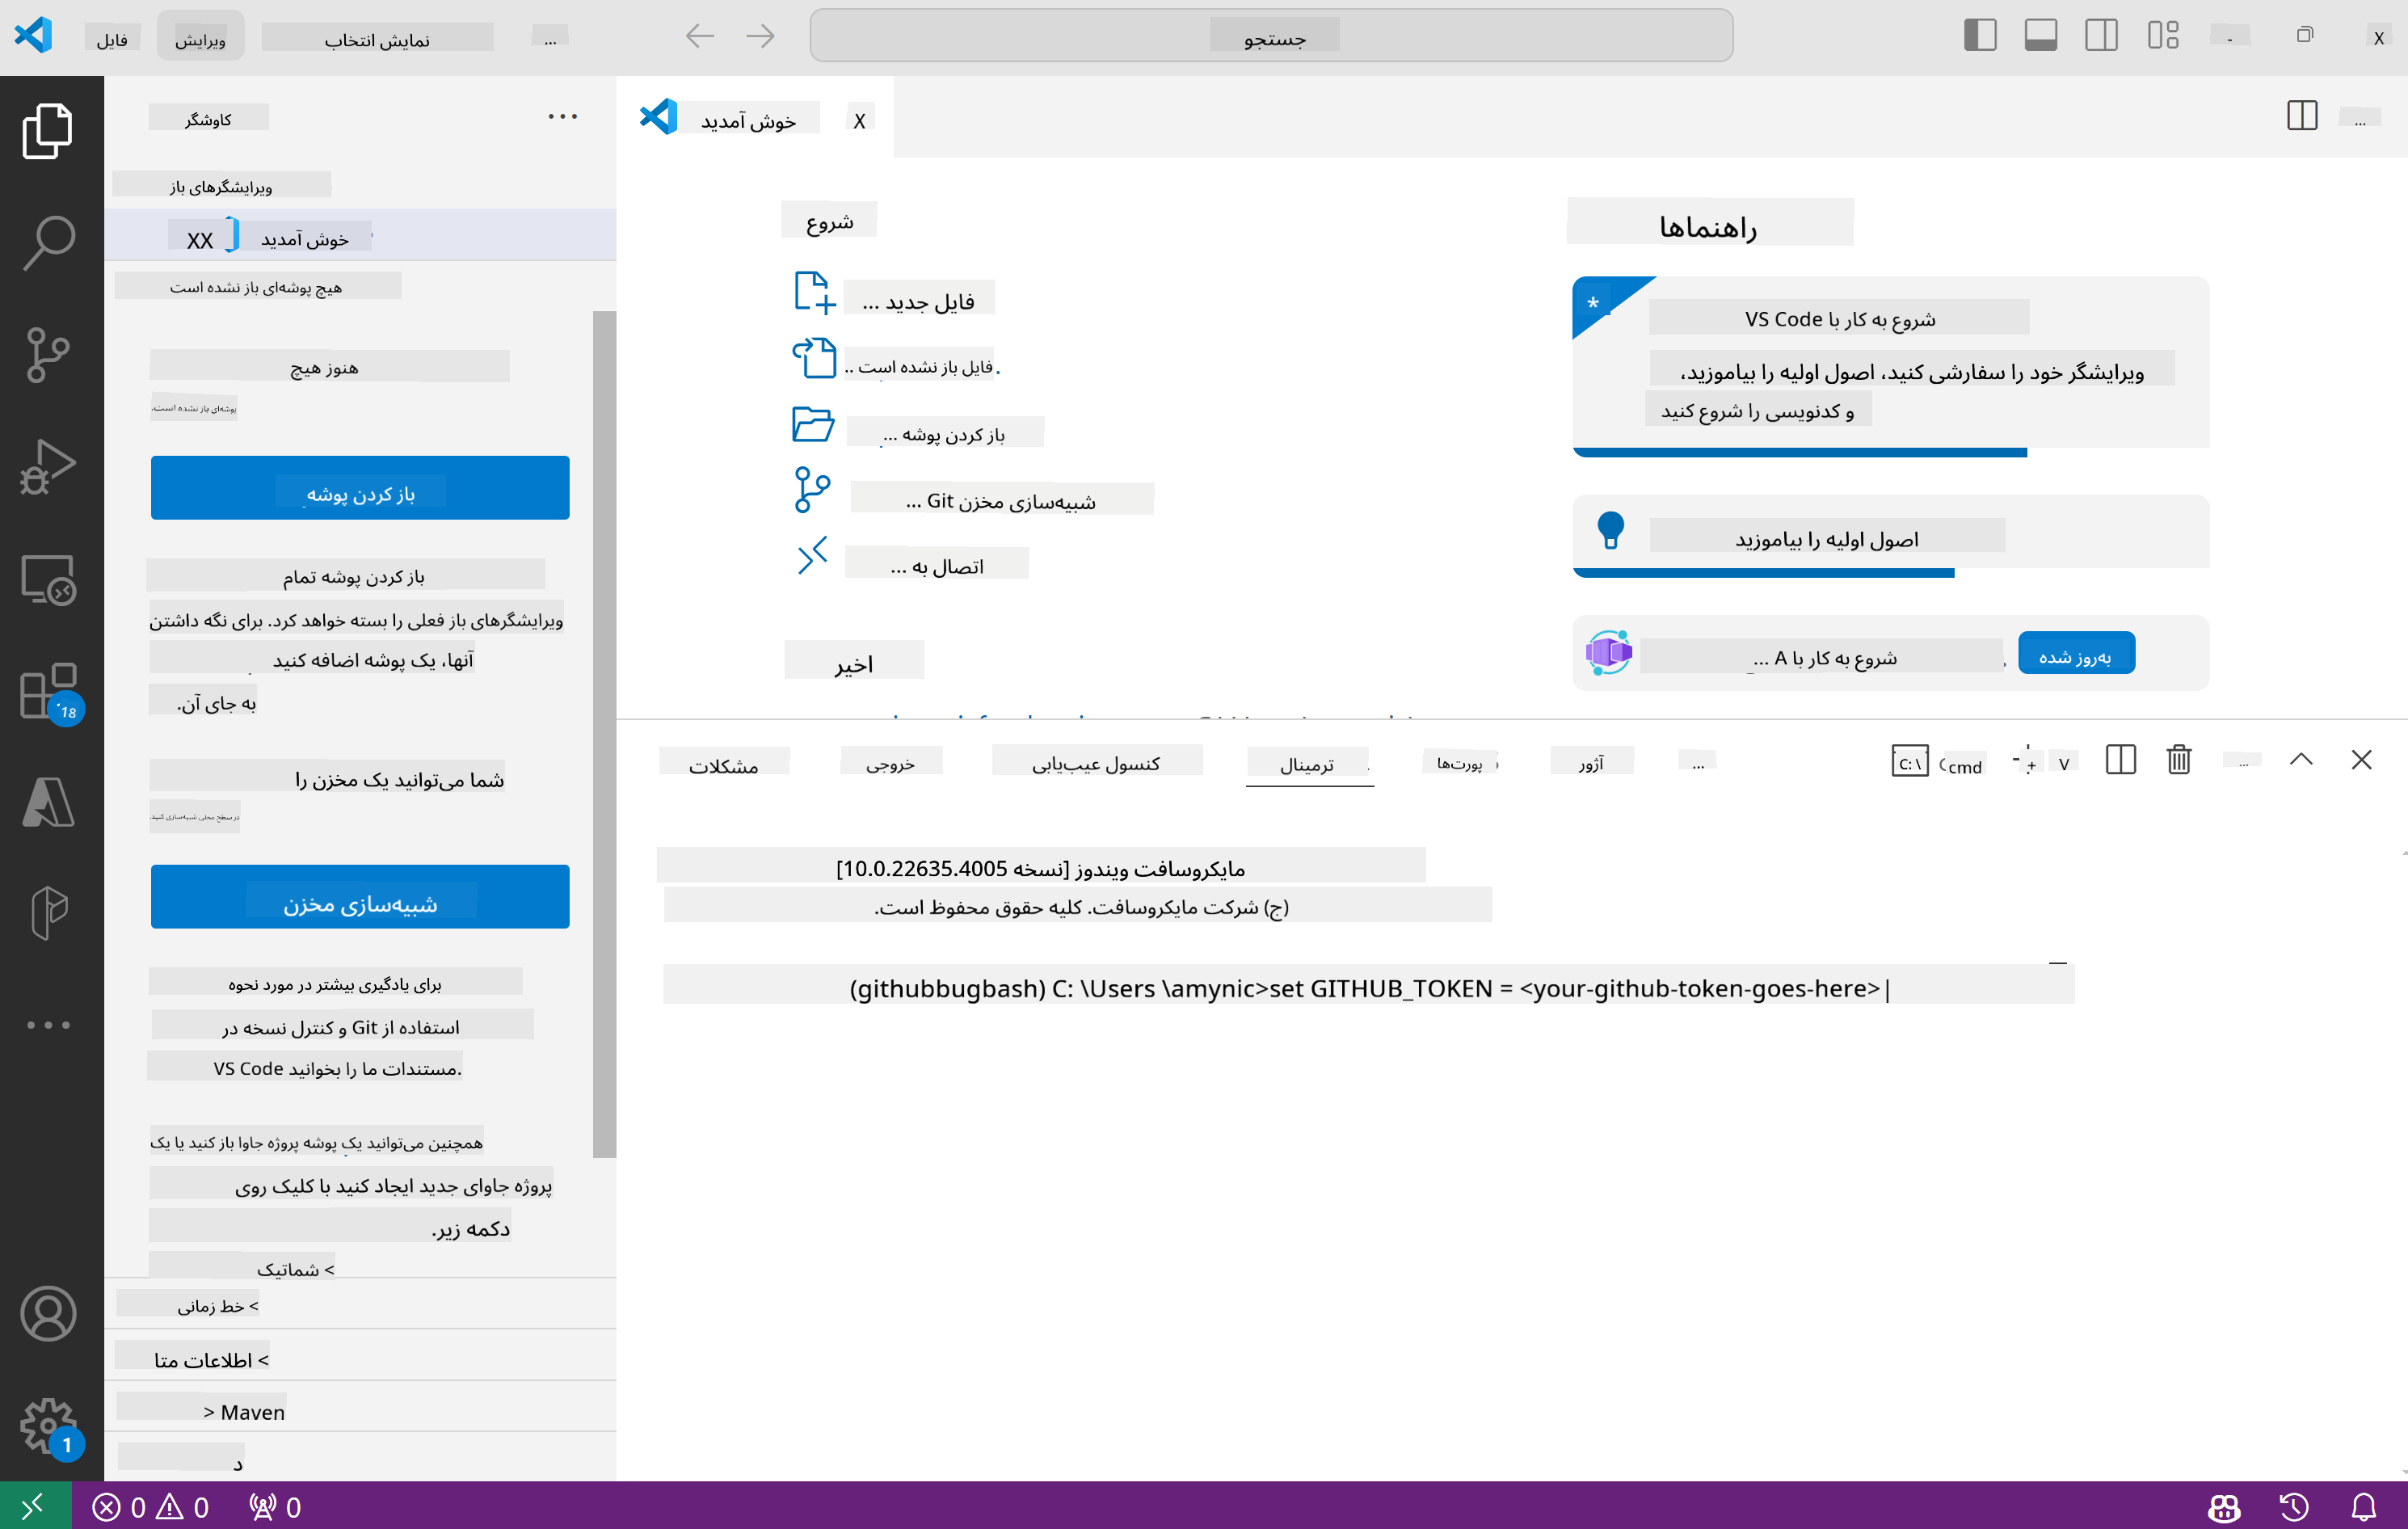 فایل ویرایش نمایش انتخاب ...
جستجو
- X
کاوشگر
ویرایشگرهای باز
XX خوش آمدید
هیچ پوشه‌ای باز نشده است
هنوز هیچ
پوشه‌ای باز نشده است.
باز کردن پوشه
باز کردن پوشه تمام
ویرایشگرهای باز فعلی را بسته خواهد کرد. برای نگه داشتن
آنها، یک پوشه اضافه کنید
به جای آن.
شما می‌توانید یک مخزن را
در سطح محلی شبیه‌سازی کنید.
شبیه‌سازی مخزن
برای یادگیری بیشتر در مورد نحوه
استفاده از Git و کنترل نسخه در
VS Code مستندات ما را بخوانید.
همچنین می‌توانید یک پوشه پروژه جاوا باز کنید یا یک
پروژه جاوای جدید ایجاد کنید با کلیک روی
دکمه زیر.
> شماتیک
> خط زمانی
> اطلاعات متا
> Maven
د
18
1
خوش آمدید X
...
شروع
فایل جدید ...
فایل باز نشده است ..
باز کردن پوشه ...
شبیه‌سازی مخزن Git ...
اتصال به ...
اخیر
راهنماها
*
شروع به کار با VS Code
ویرایشگر خود را سفارشی کنید، اصول اولیه را بیاموزید،
و کدنویسی را شروع کنید
اصول اولیه را بیاموزید
شروع به کار با A ...
به‌روز شده
مشکلات خروجی کنسول عیب‌یابی ترمینال پورت‌ها آژور ...
C:\ cmd + V ...
مایکروسافت ویندوز [نسخه 10.0.22635.4005]
(ج) شرکت مایکروسافت. کلیه حقوق محفوظ است.
(githubbugbash) C: \Users \amynic>set GITHUB_TOKEN = <your-github-token-goes-here>|
0 0 0